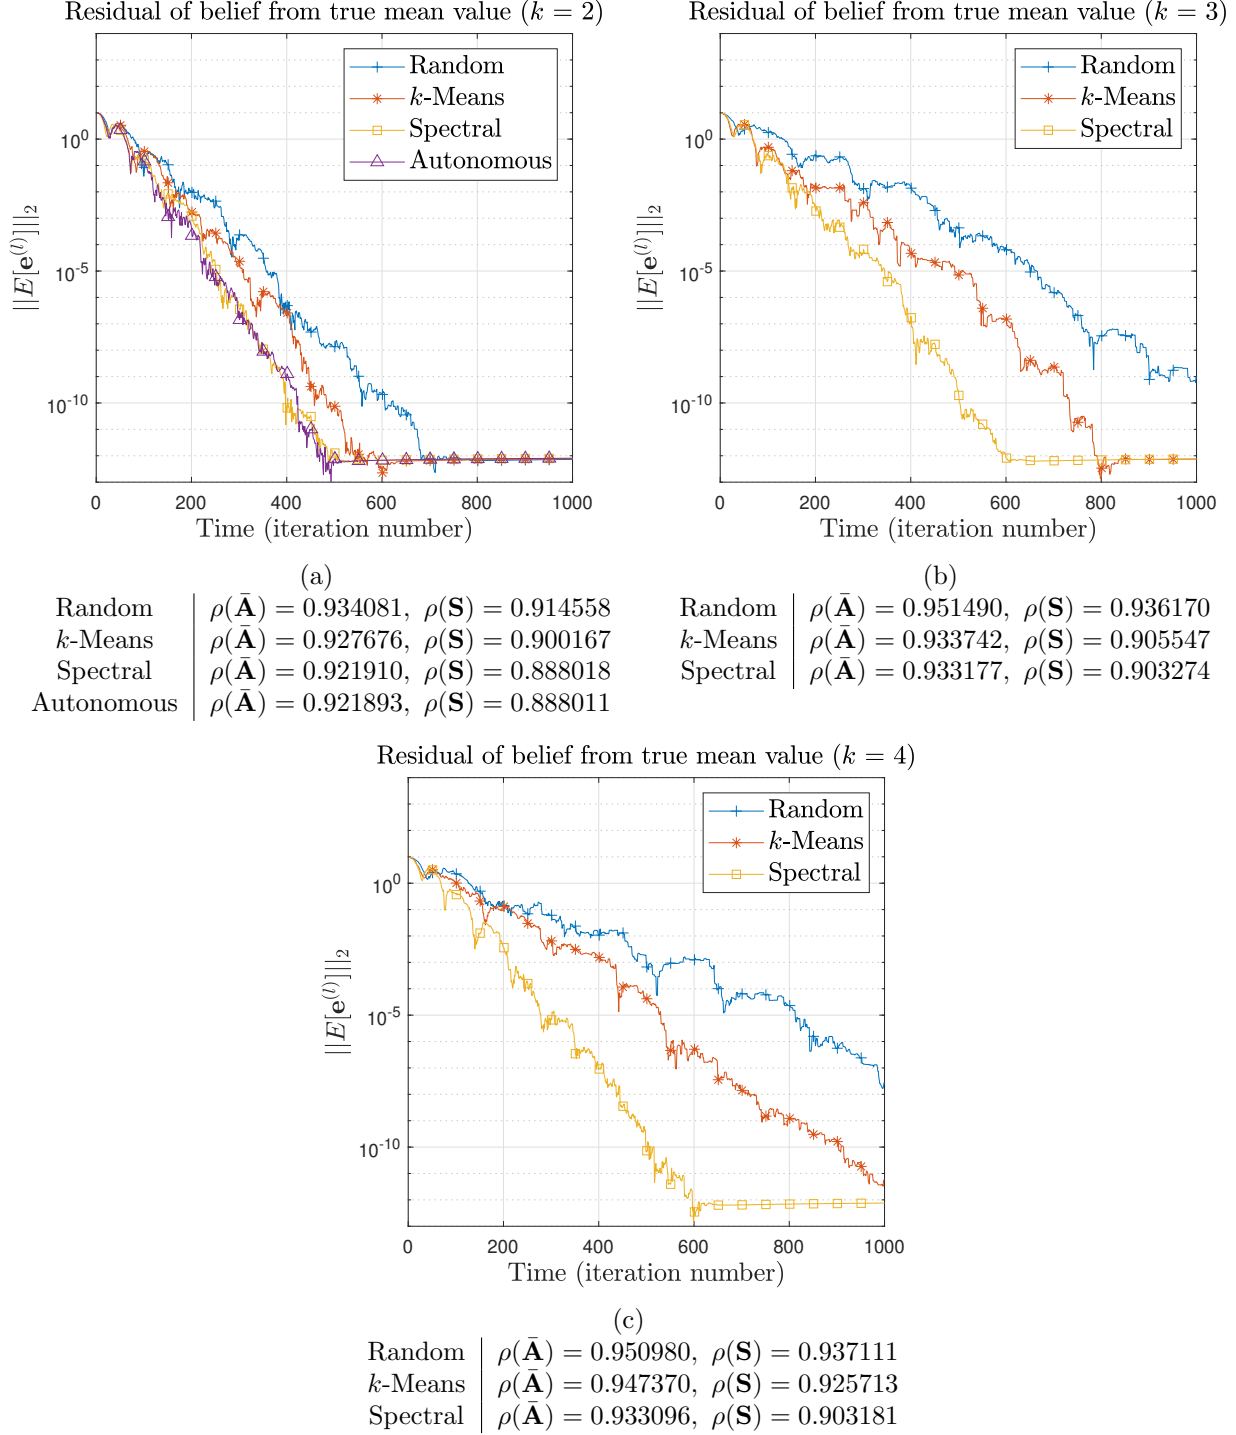 Residual of belief from true mean value (k = 2)
Random
k-Means
Spectral
Autonomous
10^0
10^-5
10^-10
||E[e^(l)]||_2
0 200 400 600 800 1000
Time (iteration number)
(a)
Random ρ(Ā) = 0.934081, ρ(S) = 0.914558
k-Means ρ(Ā) = 0.927676, ρ(S) = 0.900167
Spectral ρ(Ā) = 0.921910, ρ(S) = 0.888018
Autonomous ρ(Ā) = 0.921893, ρ(S) = 0.888011
Residual of belief from true mean value (k = 3)
Random
k-Means
Spectral
10^0
10^-5
10^-10
||E[e^(l)]||_2
0 200 400 600 800 1000
Time (iteration number)
(b)
Random ρ(Ā) = 0.951490, ρ(S) = 0.936170
k-Means ρ(Ā) = 0.933742, ρ(S) = 0.905547
Spectral ρ(Ā) = 0.933177, ρ(S) = 0.903274
Residual of belief from true mean value (k = 4)
Random
k-Means
Spectral
10^0
10^-5
10^-10
||E[e^(l)]||_2
0 200 400 600 800 1000
Time (iteration number)
(c)
Random ρ(Ā) = 0.950980, ρ(S) = 0.937111
k-Means ρ(Ā) = 0.947370, ρ(S) = 0.925713
Spectral ρ(Ā) = 0.933096, ρ(S) = 0.903181